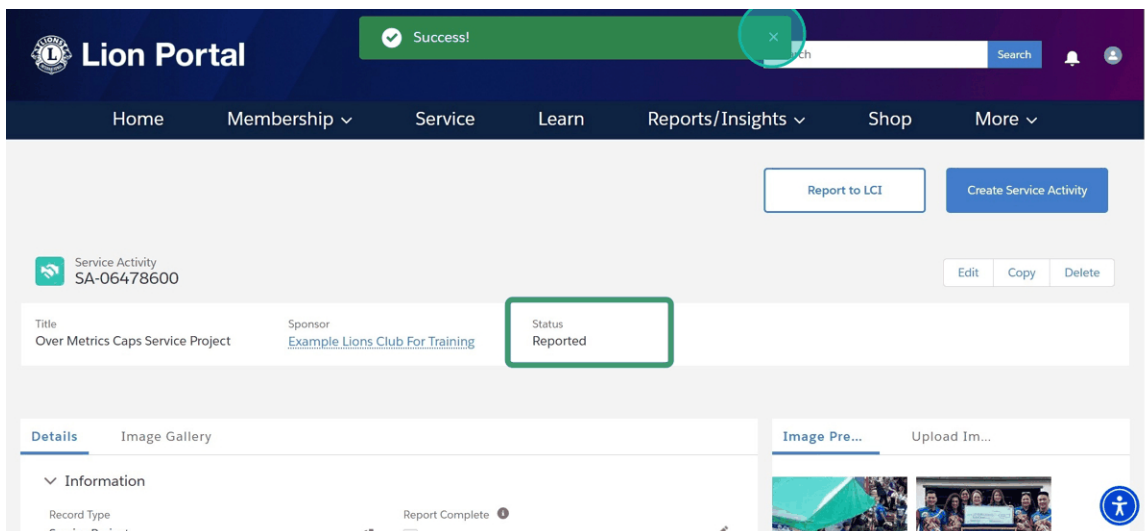 Success!
Lion Portal
Search
Home Membership Service Learn Reports/Insights Shop More
Report to LCI Create Service Activity
Service Activity
SA-06478600
Edit Copy Delete
Title Sponsor Status
Over Metrics Caps Service Project Example Lions Club For Training Reported
Details Image Gallery Image Pre... Upload Im...
Information
Record Type Report Complete